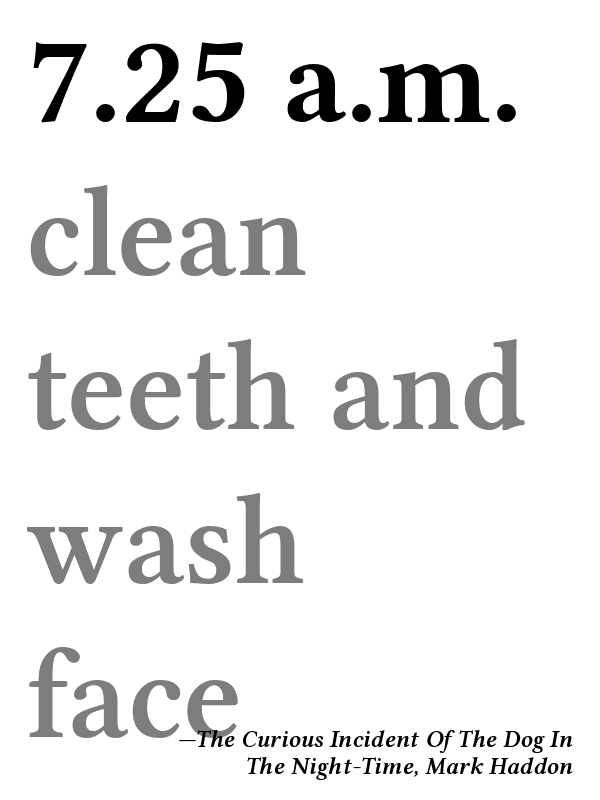 7.25 a.m.
clean
teeth and
wash
face
—The Curious Incident Of The Dog In
The Night-Time, Mark Haddon